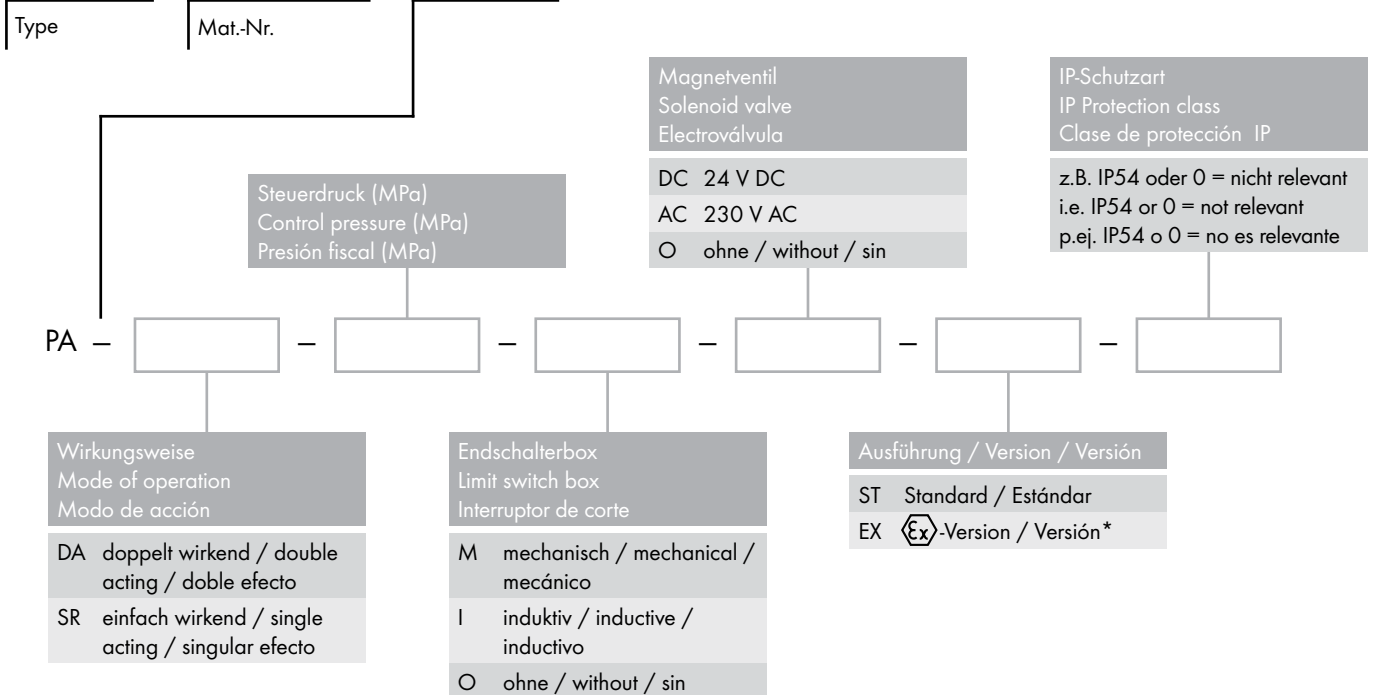 Type
Mat.-Nr.
Magnetventil
Solenoid valve
Electroválvula
DC 24 V DC
AC 230 V AC
O ohne / without / sin
IP-Schutzart
IP Protection class
Clase de protección IP
z.B. IP54 oder 0 = nicht relevant
i.e. IP54 or 0 = not relevant
p.ej. IP54 o 0 = no es relevante
Steuerdruck (MPa)
Control pressure (MPa)
Presión fiscal (MPa)
PA – – – – – –
Wirkungsweise
Mode of operation
Modo de acción
DA doppelt wirkend / double
acting / doble efecto
SR einfach wirkend / single
acting / singular efecto
Endschalterbox
Limit switch box
Interruptor de corte
M mechanisch / mechanical /
mecánico
I induktiv / inductive /
inductivo
O ohne / without / sin
Ausführung / Version / Versión
ST Standard / Estándar
EX Ex-Version / Versión*